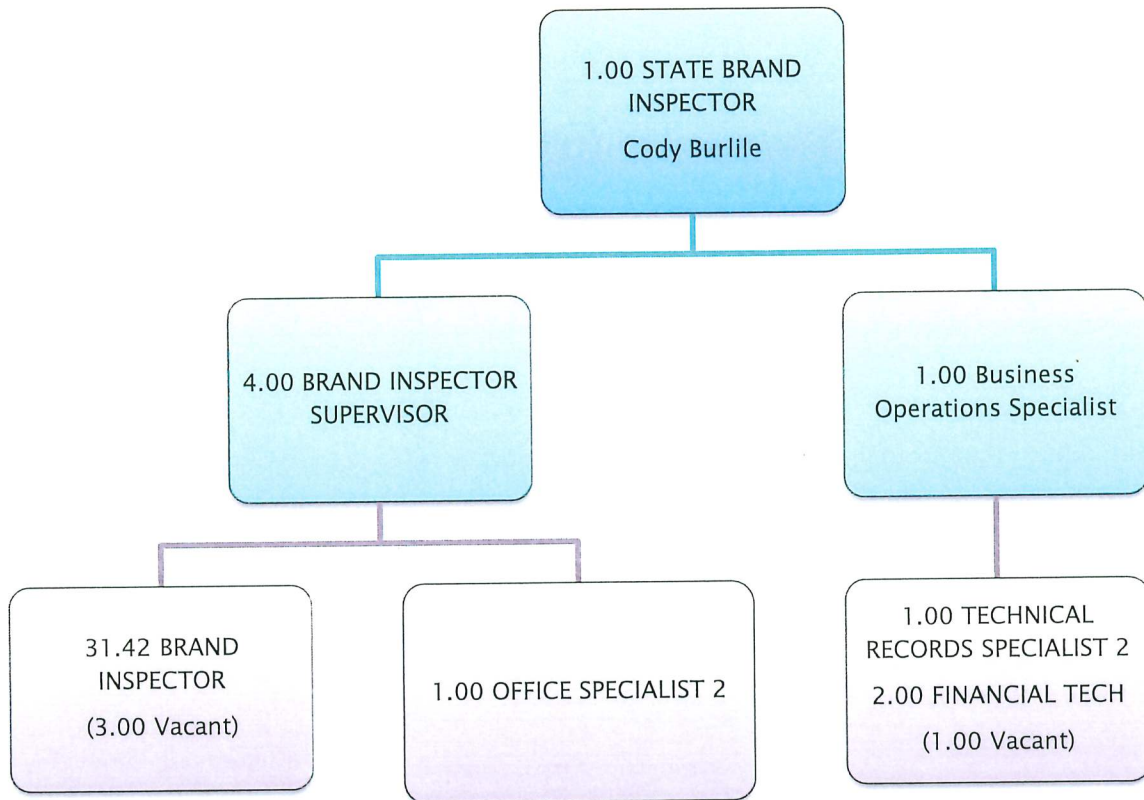 1.00 STATE BRAND
INSPECTOR
Cody Burlile
4.00 BRAND INSPECTOR
SUPERVISOR
1.00 Business
Operations Specialist
31.42 BRAND
INSPECTOR
(3.00 Vacant)
1.00 OFFICE SPECIALIST 2
1.00 TECHNICAL
RECORDS SPECIALIST 2
2.00 FINANCIAL TECH
(1.00 Vacant)